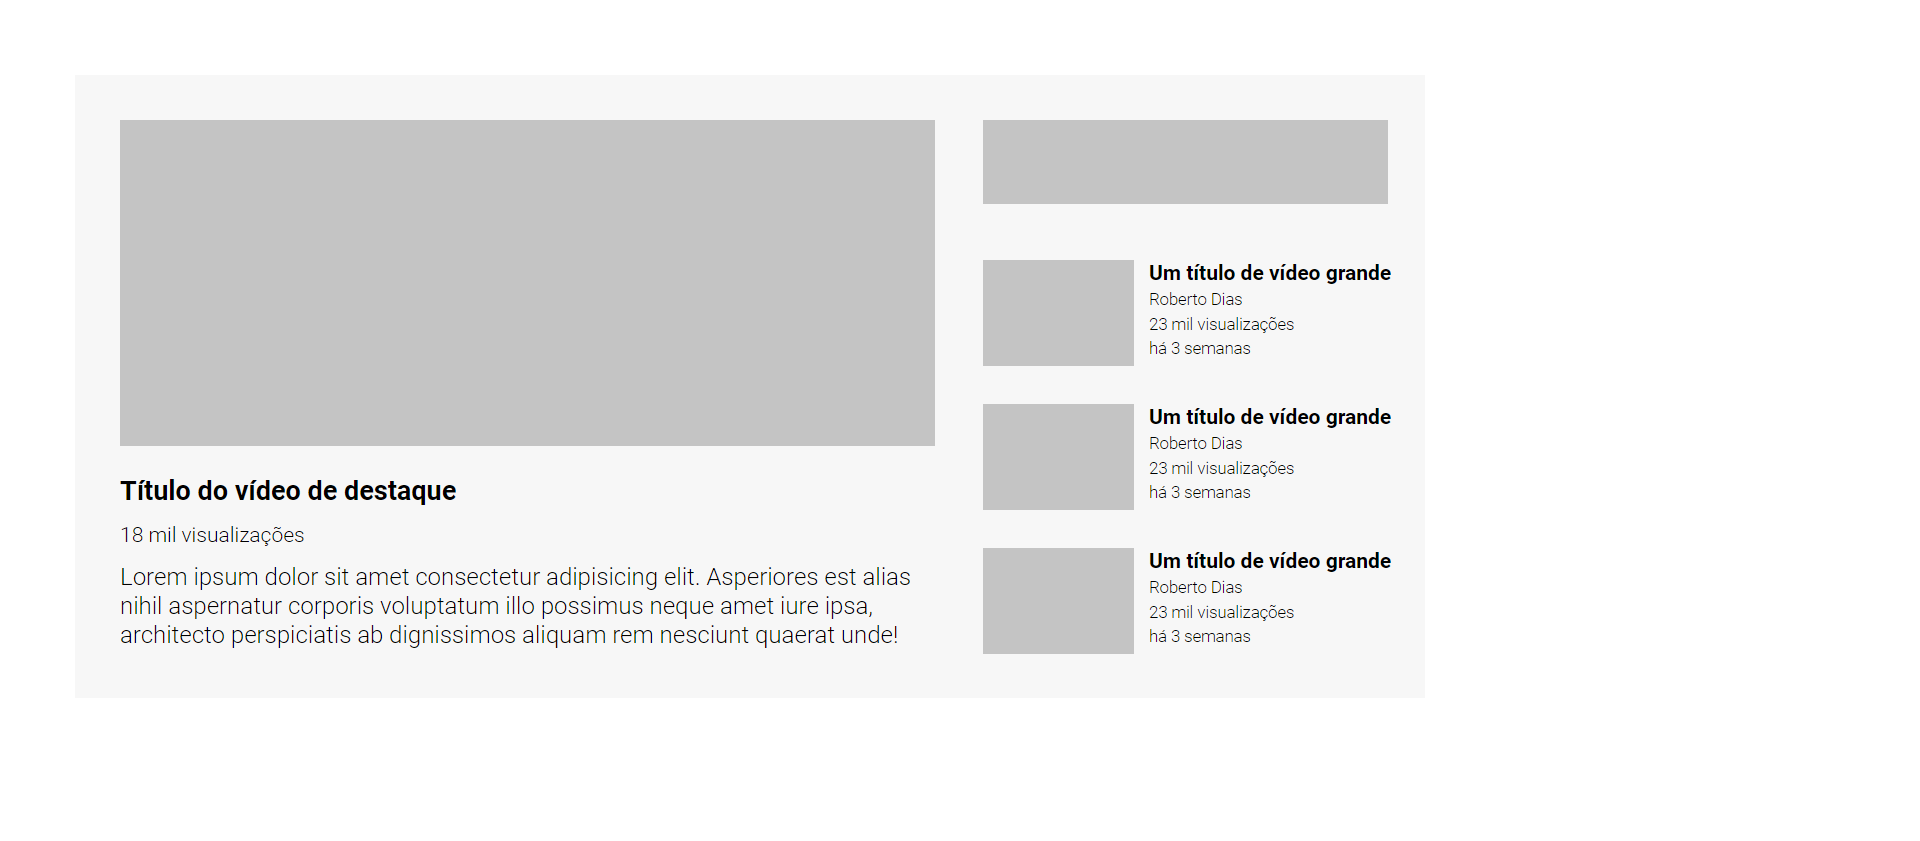 Título do vídeo de destaque
18 mil visualizações
Lorem ipsum dolor sit amet consectetur adipisicing elit. Asperiores est alias
nihil aspernatur corporis voluptatum illo possimus neque amet iure ipsa,
architecto perspiciatis ab dignissimos aliquam rem nesciunt quaerat unde!
Um título de vídeo grande
Roberto Dias
23 mil visualizações
há 3 semanas
Um título de vídeo grande
Roberto Dias
23 mil visualizações
há 3 semanas
Um título de vídeo grande
Roberto Dias
23 mil visualizações
há 3 semanas